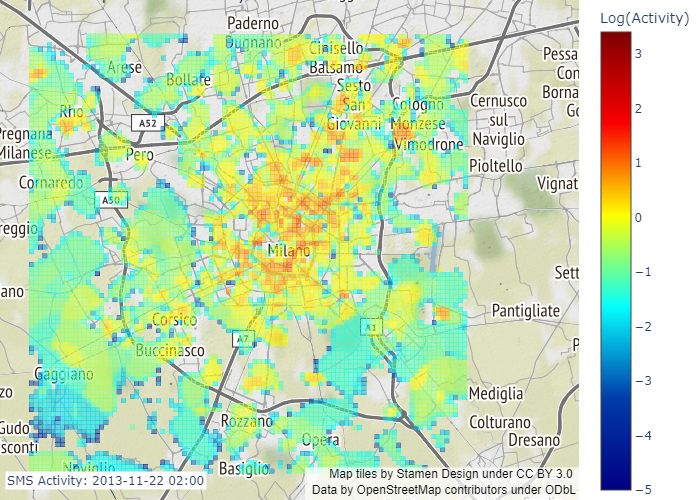 Log(Activity)
3
2
1
0
−1
−2
−3
−4
−5
Paderno
Dugnano
Cinisello
Balsamo
Arese
Bollate
Sesto
San
Giovanni
Cologno
Monzese
Vimodrone
Cernusco
sul
Naviglio
Pessa
Con
Borna
Go
Rho
A52
Pregnana
Milanese
Pero
Pioltello
Cornaredo
A50
Vignat
reggio
Milano
Sett
ano
Pantigliate
Corsico
A1
A7
Buccinasco
P
Gaggiano
zo
Mediglia
Rozzano
Colturano
Gudo
sconti
Opera
Dresano
Basiglio
Naviglio
SMS Activity: 2013-11-22 02:00
Map tiles by Stamen Design under CC BY 3.0
Data by OpenStreetMap contributors under ODbL